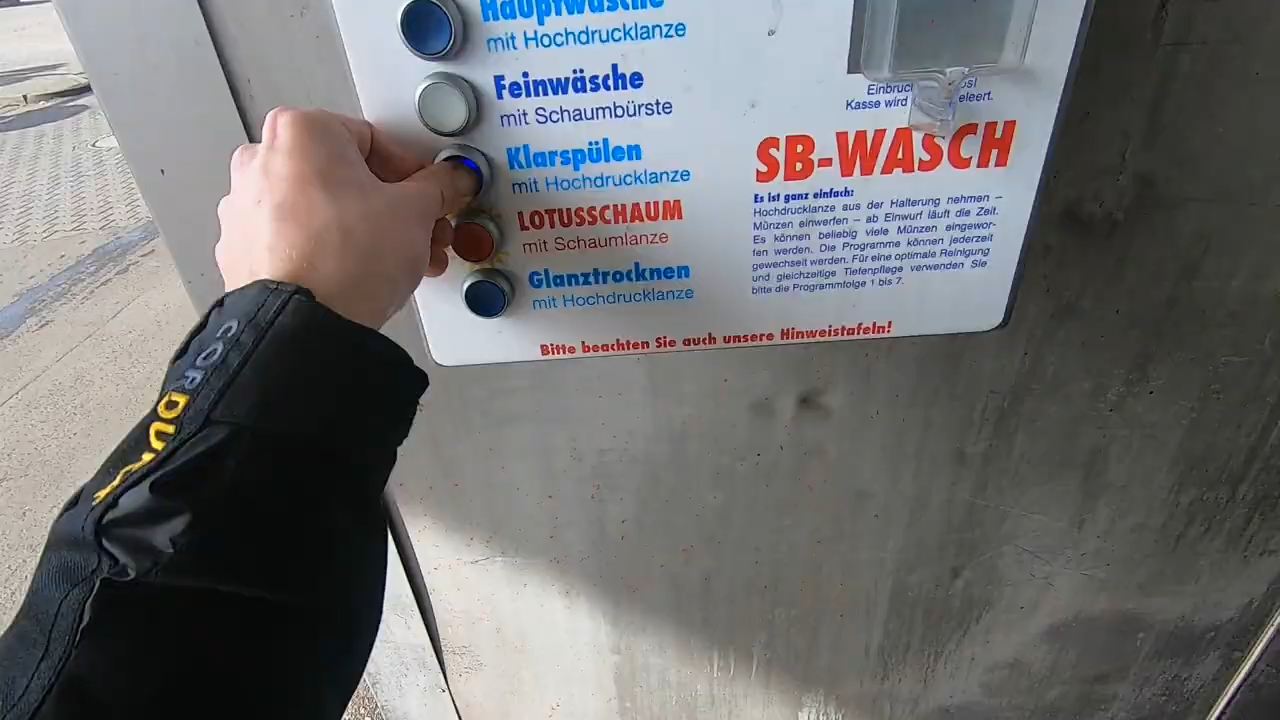 Hauptwäsche
mit Hochdrucklanze
Feinwäsche
mit Schaumbürste
Klarspülen
mit Hochdrucklanze
LOTUSSCHAUM
mit Schaumlanze
Glanztrocknen
mit Hochdrucklanze
Kasse wird
SB-WASCH
Es ist ganz einfach:
Hochdrucklanze aus der Halterung nehmen –
Münzen einwerfen – ab Einwurf läuft die Zeit.
Es können beliebig viele Münzen eingewor-
fen werden. Die Programme können jederzeit
gewechselt werden. Für eine optimale Reinigung
und gleichzeitige Tiefenpflege verwenden Sie
bitte die Programmfolge 1 bis 7.
Bitte beachten Sie auch unsere Hinweistafeln!